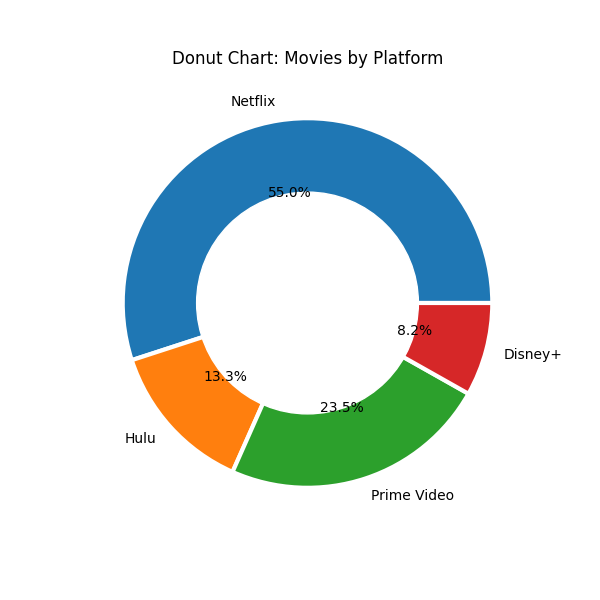 Donut Chart: Movies by Platform
Netflix
55.0%
8.2%
Disney+
13.3%
23.5%
Hulu
Prime Video